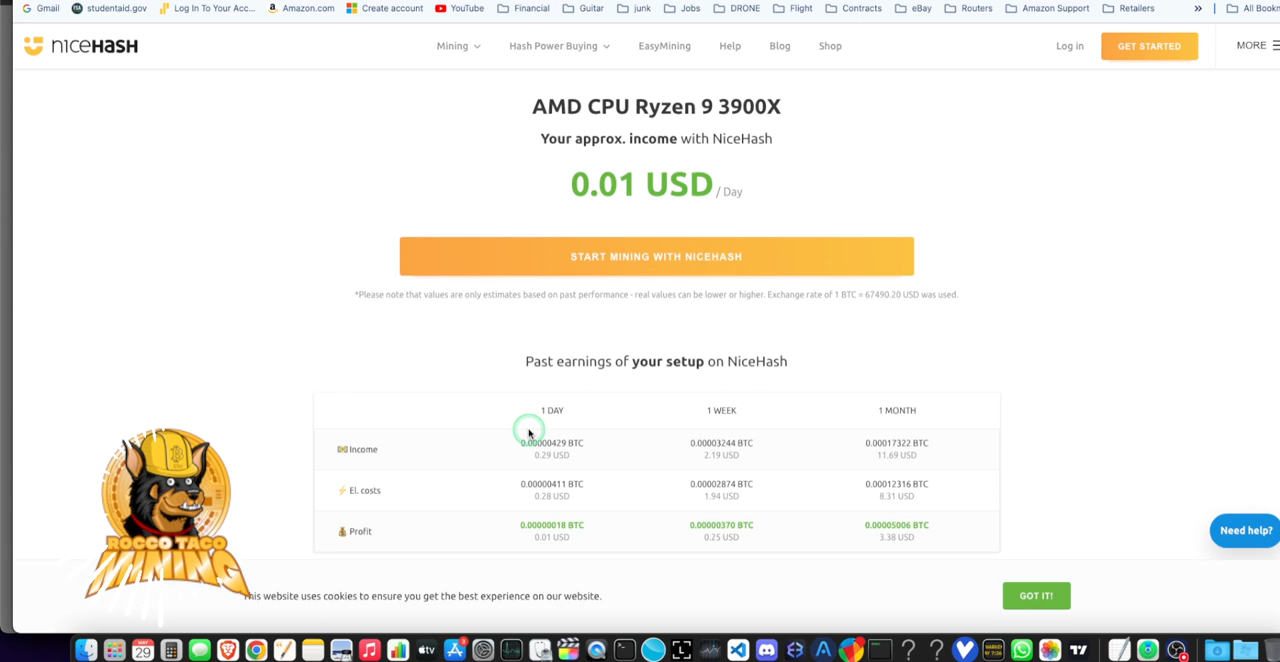 Gmail studentaid.gov Log In To Your Acc... Amazon.com Create account YouTube Financial Guitar junk Jobs DRONE Flight Contracts eBay Routers Amazon Support Retailers » All Bookm
nicehash Mining Hash Power Buying EasyMining Help Blog Shop Log in GET STARTED MORE
AMD CPU Ryzen 9 3900X
Your approx. income with NiceHash
0.01 USD / Day
START MINING WITH NICEHASH
*Please note that values are only estimates based on past performance - real values can be lower or higher. Exchange rate of 1 BTC = 67490.20 USD was used.
Past earnings of your setup on NiceHash
1 DAY 1 WEEK 1 MONTH
Income 0.00000429 BTC 0.00003244 BTC 0.00017322 BTC
0.29 USD 2.19 USD 11.69 USD
El. costs 0.00000411 BTC 0.00002874 BTC 0.00012316 BTC
0.28 USD 1.94 USD 8.31 USD
Profit 0.00000018 BTC 0.00000370 BTC 0.00005006 BTC
0.01 USD 0.25 USD 3.38 USD
Need help?
ROCCO TACO
MINING
This website uses cookies to ensure you get the best experience on our website. GOT IT!
MAY
29
tv